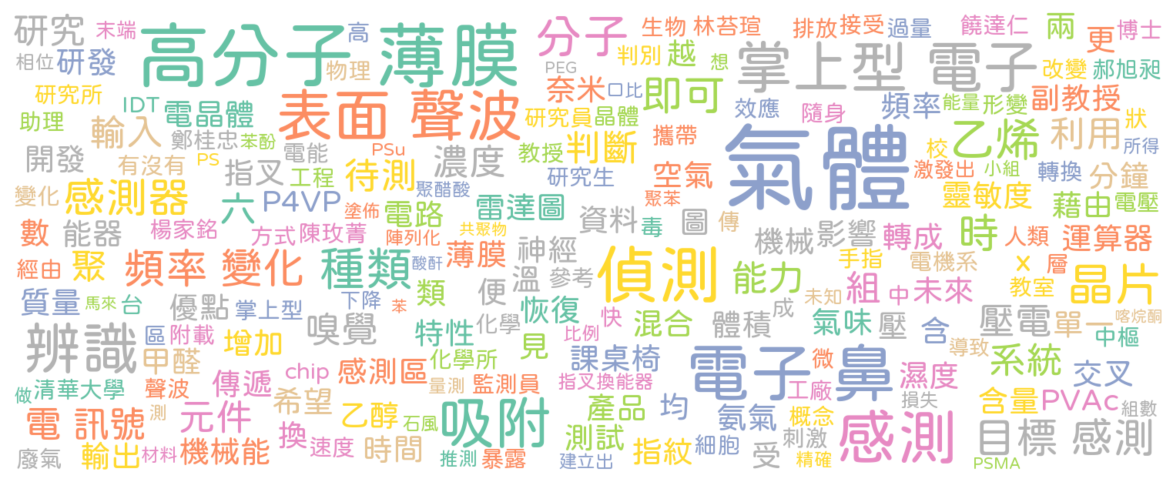 研究 末端 高分子 薄膜 高 分子 生物 林苔瑄 排放 接受 過量 饒達仁 兩 更 博士
相位 研發 物理 PEG 判別 越 想 掌上型 電子 改變 郝旭昶
研究所 IDT 電晶體 表面 聲波 奈米 口比 即可 效應 隨身 頻率 能量 形變 副教授
助理 輸入 鄭桂忠 苯酚 研究員 晶體 攜帶 氣體 乙烯 利用 狀
開發 有沒有 PS 電能 PSu 濃度 教授 判斷 校 所得
指叉 工程 待測 聚醋酸 研究生 空氣 激發出 小組 轉換 分鐘
變化 感測器 六 P4VP 塗佈 電路 雷達圖 聚苯 靈敏度 藉由 電壓
數 能器 楊家銘 方式 陳玫菁 陣列化 共聚物 資料 毒 圖 傳 機械 影響 轉成 時 人類 運算器
經由 聚 頻率 變化 種類 酸酐 薄膜 神經 溫 參考 偵測 能力 手指 電機系 x 層
質量 馬來 台 優點 掌上型 下降 苯 類 便 恢復 未知 組 中 未來 教室 晶片
辨識 區 附載 嗅覺 特性 化學 比例 快 混合 體積 成 氣味 壓 含 壓電 單一 喀烷酮 中樞
甲醛 增加 化學所 見 課桌椅 電子 鼻 微 導致 系統
做 清華大學 聲波 傳遞 chip 感測區 量測 監測員 指叉換能器 工廠 濕度 交叉
電 訊號 測 元件 希望 乙醇 石風 吸附 產品 均 氨氣 概念 感測 損失 含量 PVAc 組數
廢氣 輸出 材料 機械能 換 速度 時間 推測 暴露 測試 建立出 指紋 細胞 受 刺激 精確 目標 感測 PSMA